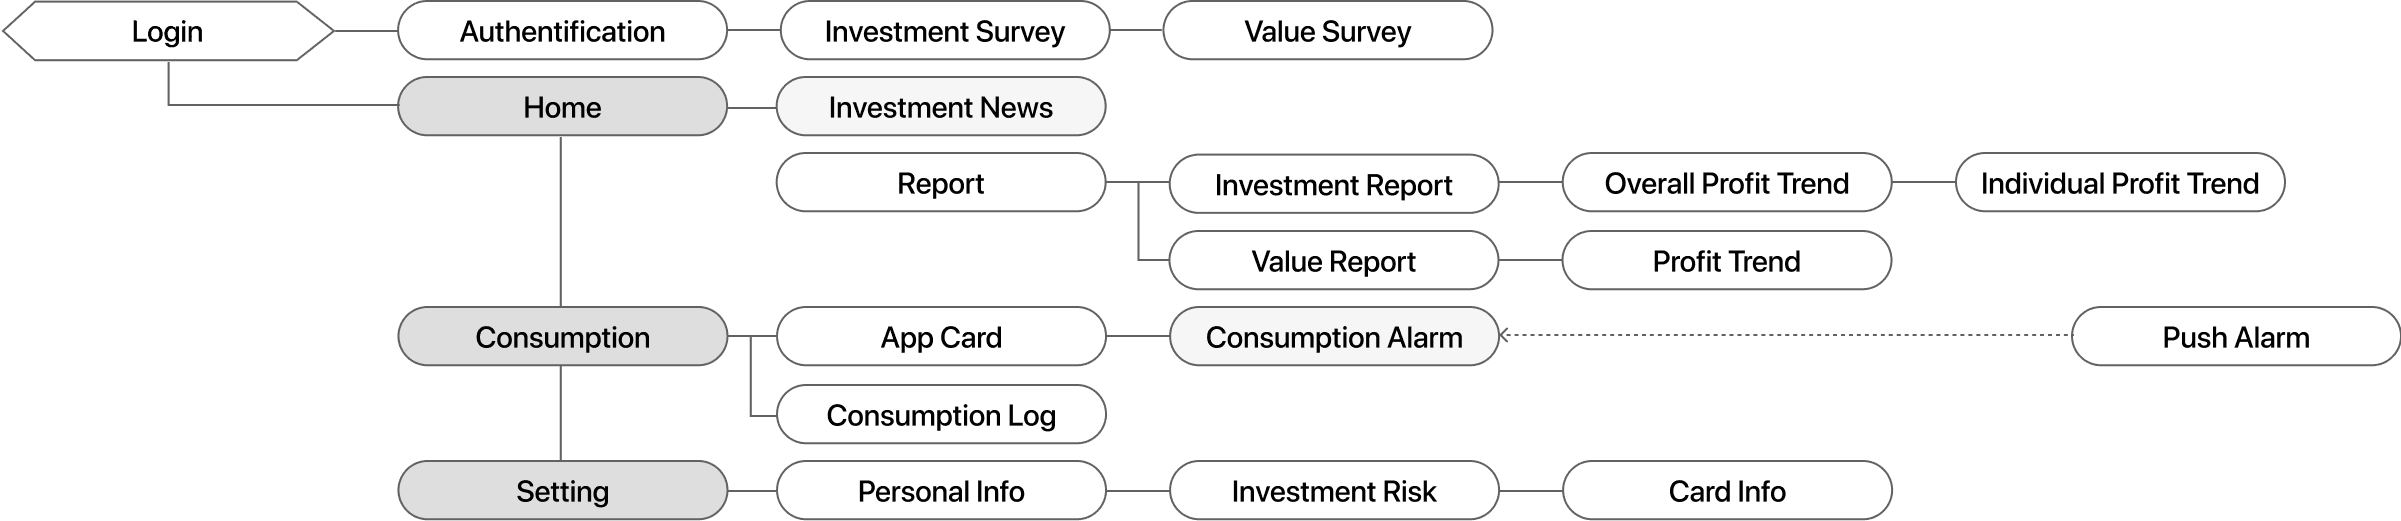 Login
Authentification
Investment Survey
Value Survey
Home
Investment News
Report
Investment Report
Overall Profit Trend
Individual Profit Trend
Value Report
Profit Trend
Consumption
App Card
Consumption Alarm
Push Alarm
Consumption Log
Setting
Personal Info
Investment Risk
Card Info